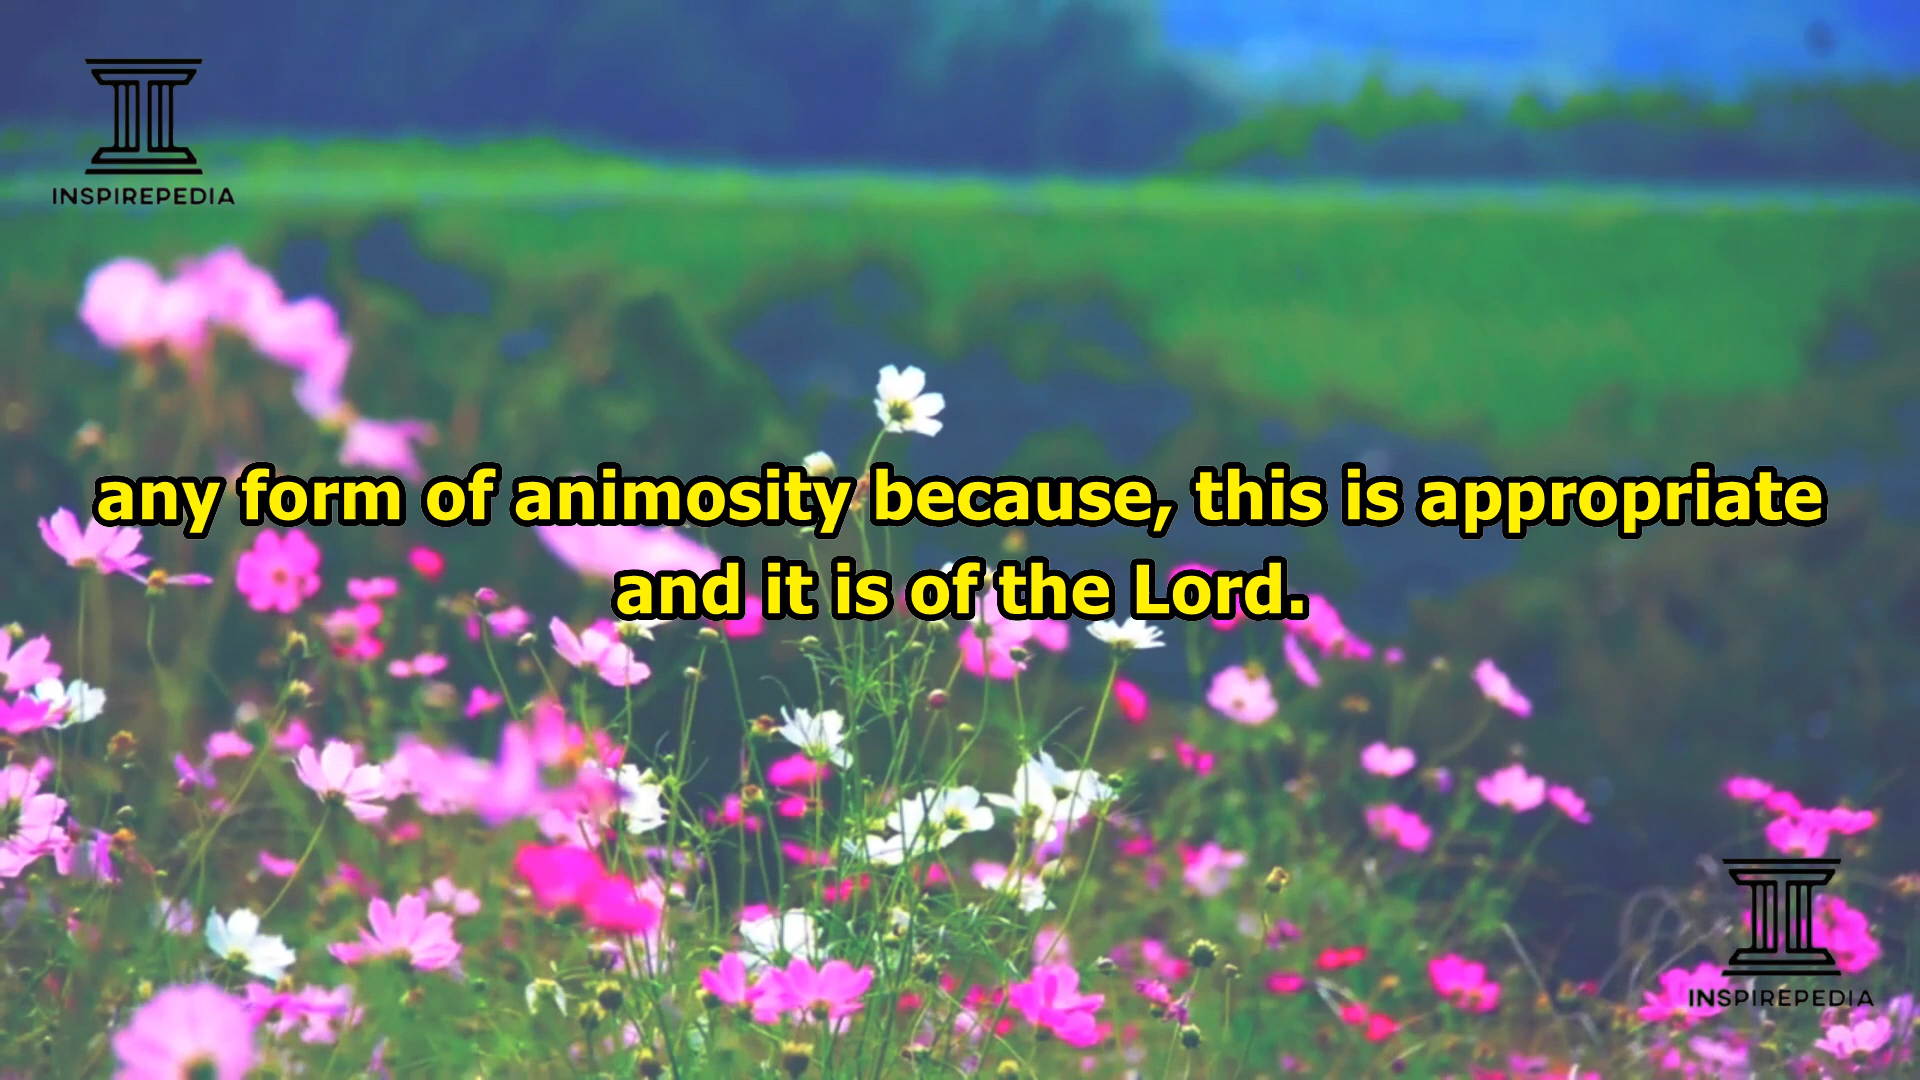 INSPIREPEDIA
any form of animosity because, this is appropriate
and it is of the Lord.
INSPIREPEDIA